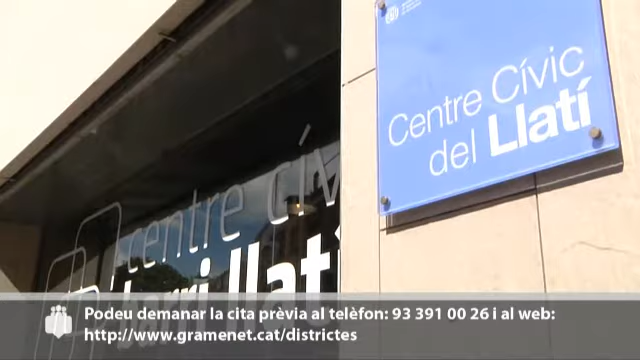 Centre Cívic
del Llatí
centre cívi
barri llatí
Podeu demanar la cita prèvia al telèfon: 93 391 00 26 i al web:
http://www.gramenet.cat/districtes